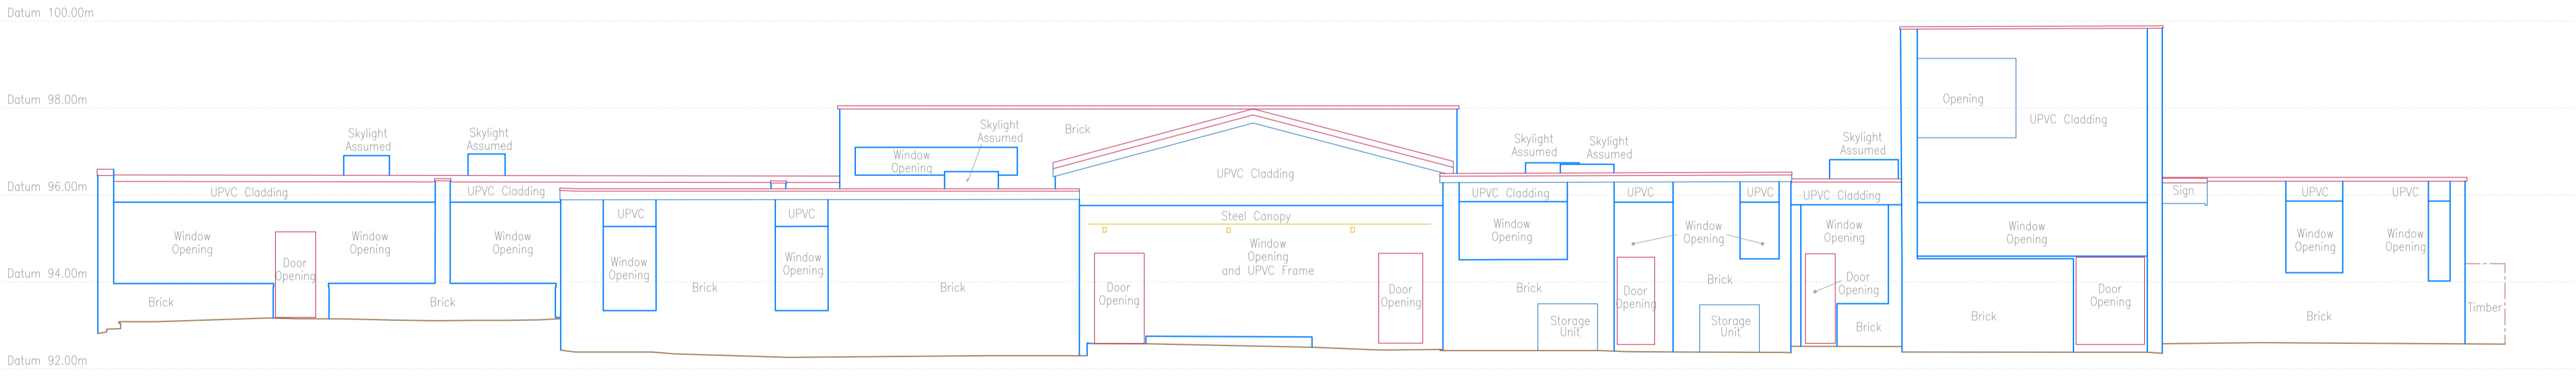 Datum 100.00m
Datum 98.00m
Skylight
Assumed
Brick
Opening
UPVC Cladding
Skylight
Assumed
Skylight
Assumed
Window
Opening
Skylight
Assumed
Skylight
Assumed
Skylight
Assumed
UPVC Cladding
Datum 96.00m
UPVC Cladding
UPVC Cladding
UPVC Cladding
UPVC
UPVC
UPVC Cladding
Sign
UPVC
UPVC
UPVC
UPVC
Steel Canopy
Window
Opening
Window
Opening
Window
Opening
Window
Opening
and UPVC Frame
Window
Opening
Window
Opening
Window
Opening
Window
Opening
Window
Opening
Window
Opening
Datum 94.00m
Door
Opening
Window
Opening
Window
Opening
Brick
Brick
Brick
Brick
Door
Opening
Door
Opening
Brick
Door
Opening
Brick
Door
Opening
Door
Opening
Storage
Unit
Storage
Unit
Brick
Brick
Brick
Timber
Datum 92.00m